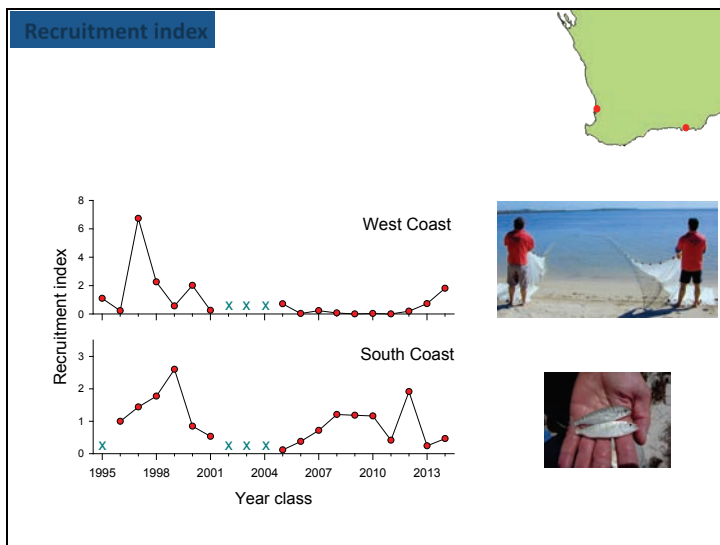 Recruitment index
8
6
4
2
0
West Coast
x x x
Recruitment index
3
2
1
0
South Coast
x x x x
1995 1998 2001 2004 2007 2010 2013
Year class